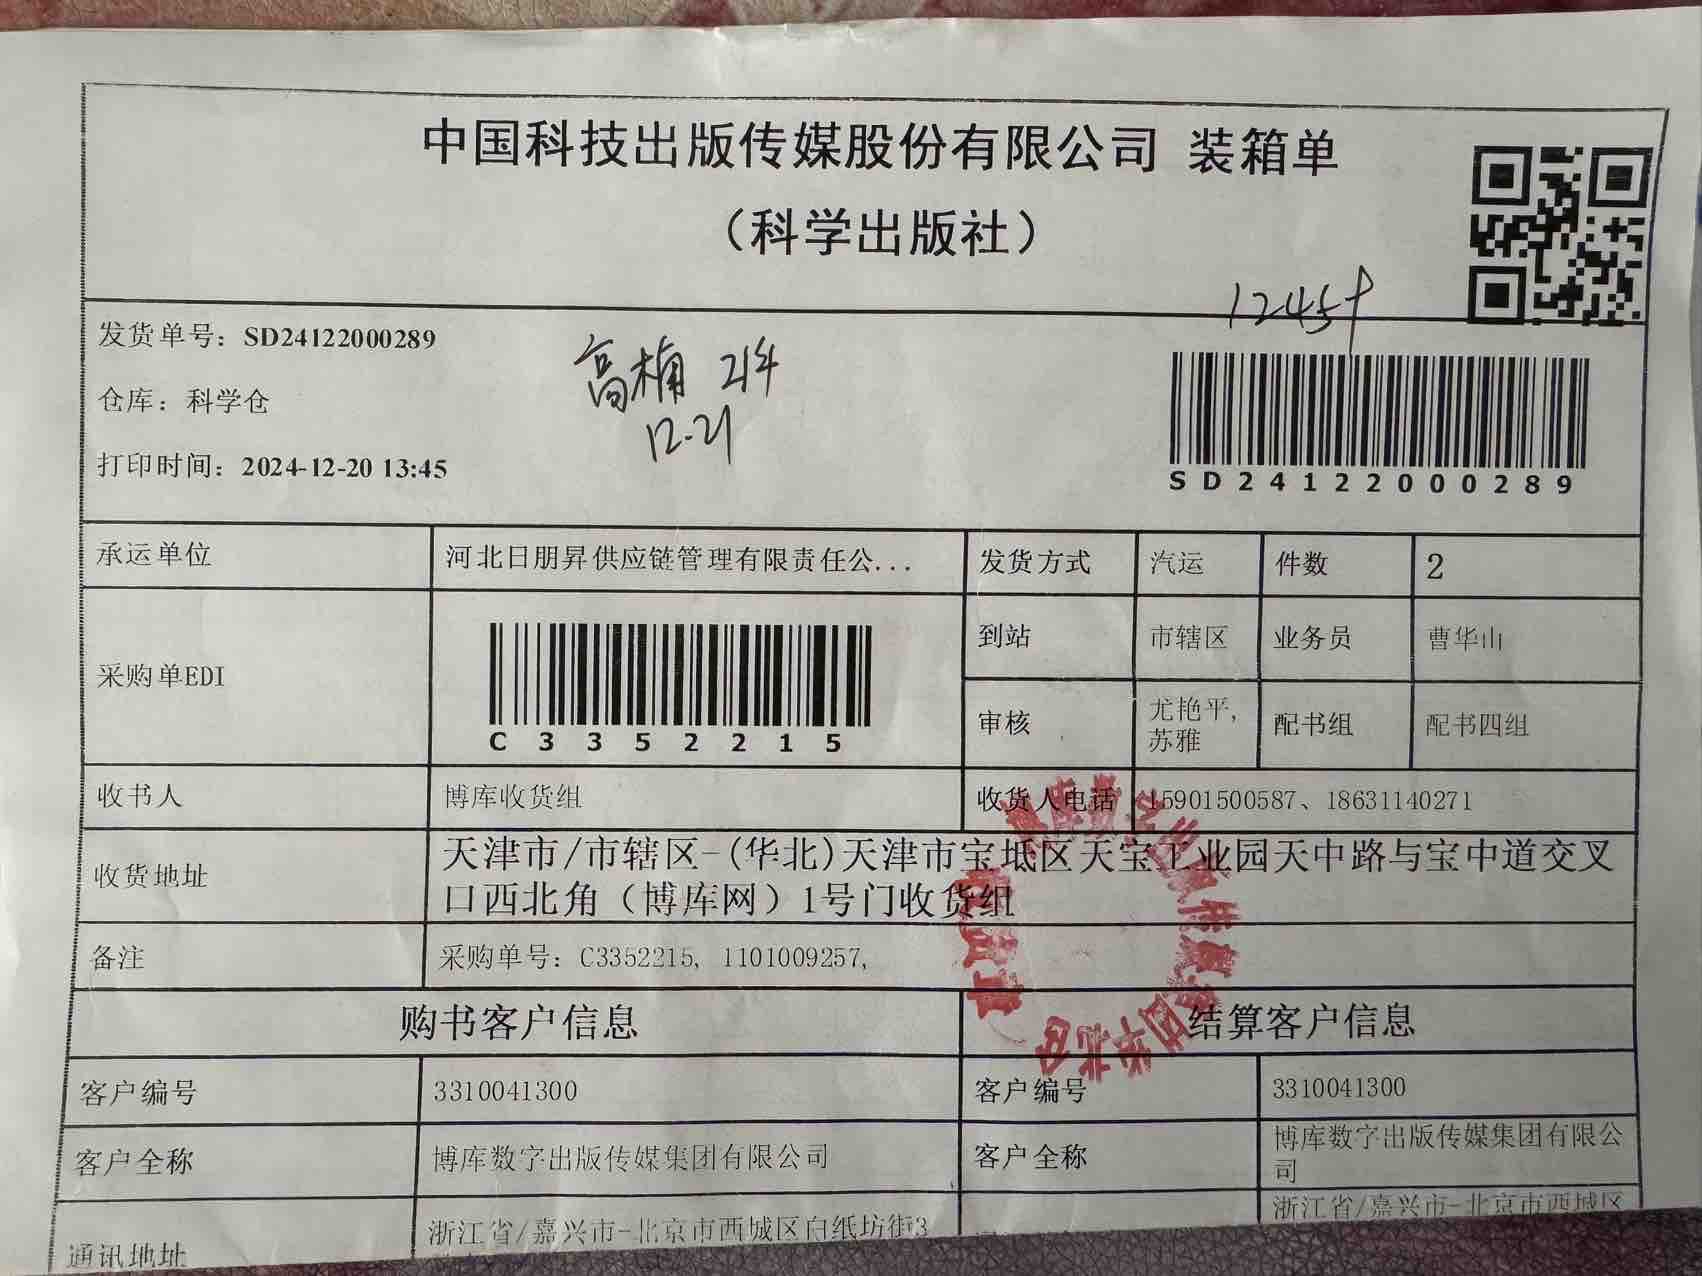 中国科技出版传媒股份有限公司 装箱单
（科学出版社）
1245
发货单号：SD24122000289
高楠 2件
12.21
仓库：科学仓
打印时间：2024-12-20 13:45
SD24122000289
承运单位 河北日朋昇供应链管理有限责任公... 发货方式 汽运 件数 2
采购单EDI
C3352215
到站 市辖区 业务员 曹华山
审核 尤艳平,
苏雅
配书组 配书四组
收书人 博库收货组 收货人电话 15901500587、18631140271
收货地址 天津市/市辖区-(华北)天津市宝坻区天宝工业园天中路与宝中道交叉
口西北角（博库网）1号门收货组
备注 采购单号：C3352215, 1101009257,
购书客户信息 结算客户信息
客户编号 3310041300 客户编号 3310041300
客户全称 博库数字出版传媒集团有限公司 客户全称 博库数字出版传媒集团有限公
司
通讯地址 浙江省/嘉兴市-北京市西城区白纸坊街3
浙江省/嘉兴市-北京市西城区